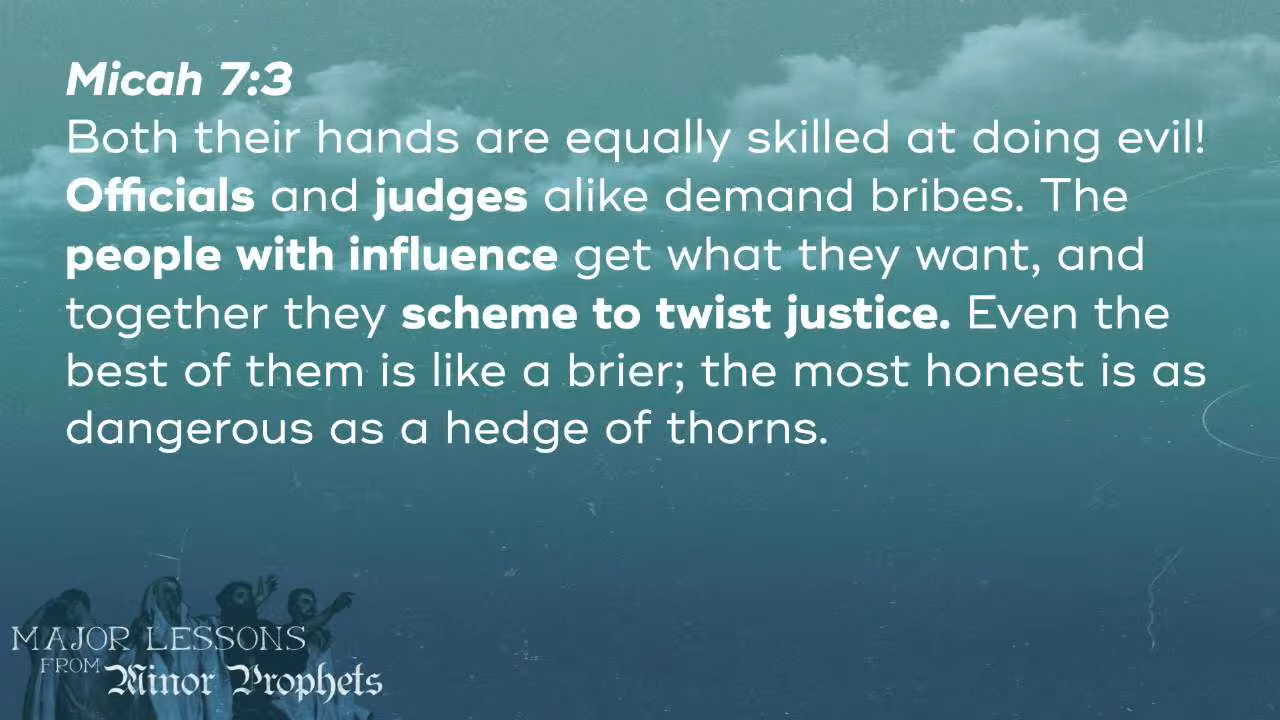 Micah 7:3
Both their hands are equally skilled at doing evil!
Officials and judges alike demand bribes. The
people with influence get what they want, and
together they scheme to twist justice. Even the
best of them is like a brier; the most honest is as
dangerous as a hedge of thorns.
MAJOR LESSONS
FROM Minor Prophets